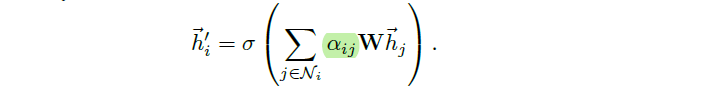 $\vec{h}_i' = \sigma \left( \sum_{j \in \mathcal{N}_i} \alpha_{ij} \mathbf{W} \vec{h}_j \right).$